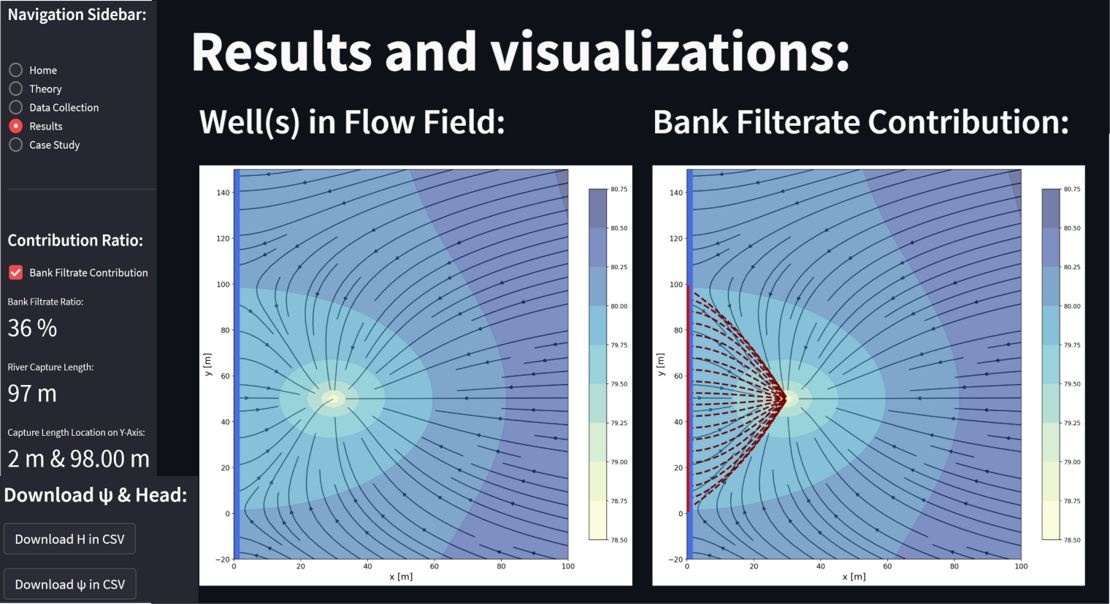 Navigation Sidebar:
Home
Theory
Data Collection
Results
Case Study
Contribution Ratio:
Bank Filtrate Contribution
Bank Filtrate Ratio:
36 %
River Capture Length:
97 m
Capture Length Location on Y-Axis:
2 m & 98.00 m
Download ψ & Head:
Download H in CSV
Download ψ in CSV
Results and visualizations:
Well(s) in Flow Field:
140
120
100
80
60
40
20
0
−20
y [m]
0 20 40 60 80 100
x [m]
80.75
80.50
80.25
80.00
79.75
79.50
79.25
79.00
78.75
78.50
Bank Filterate Contribution:
140
120
100
80
60
40
20
0
−20
y [m]
0 20 40 60 80 100
x [m]
80.75
80.50
80.25
80.00
79.75
79.50
79.25
79.00
78.75
78.50